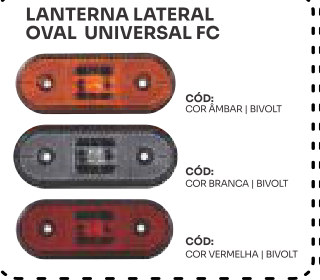 LANTERNA LATERAL
OVAL UNIVERSAL FC
CÓD:
COR ÂMBAR | BIVOLT
CÓD:
COR BRANCA | BIVOLT
CÓD:
COR VERMELHA | BIVOLT